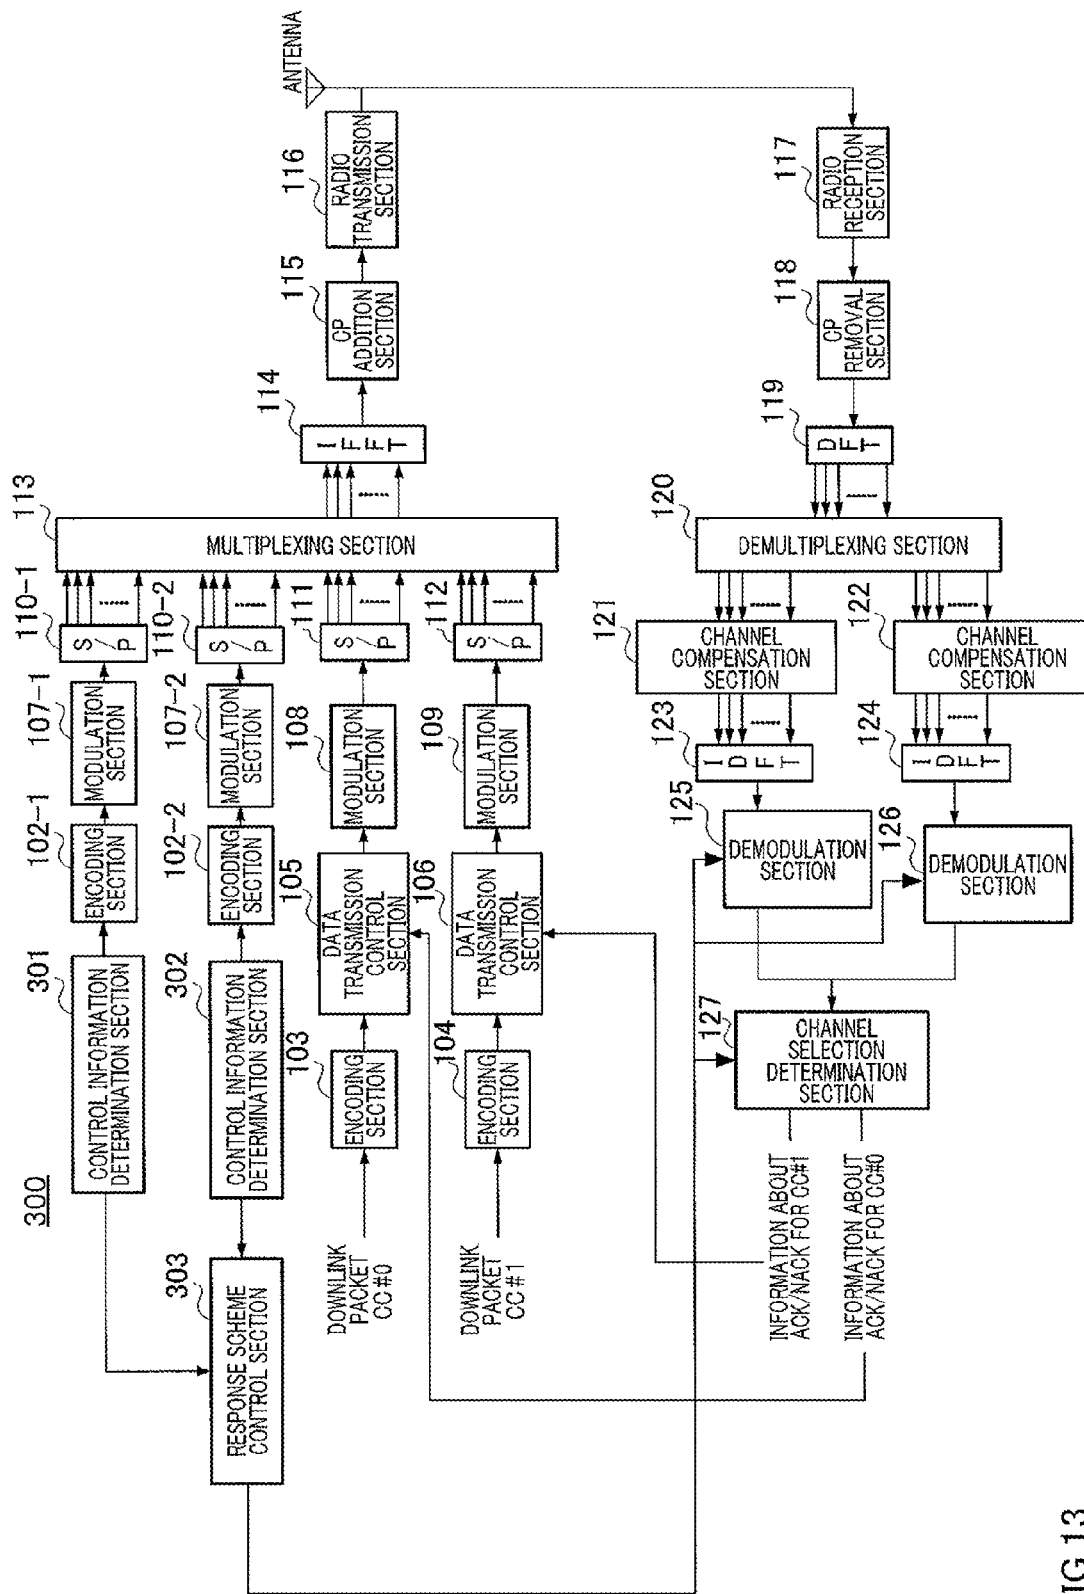 300
301
CONTROL INFORMATION
DETERMINATION SECTION
102-1
ENCODING
SECTION
107-1
MODULATION
SECTION
110-1
S/P
......
113
MULTIPLEXING SECTION
303
RESPONSE SCHEME
CONTROL SECTION
302
CONTROL INFORMATION
DETERMINATION SECTION
102-2
ENCODING
SECTION
107-2
MODULATION
SECTION
110-2
S/P
......
DOWNLINK
PACKET
CC#0
103
ENCODING
SECTION
105
DATA
TRANSMISSION
CONTROL
SECTION
108
MODULATION
SECTION
111
S/P
......
DOWNLINK
PACKET
CC#1
104
ENCODING
SECTION
106
DATA
TRANSMISSION
CONTROL
SECTION
109
MODULATION
SECTION
112
S/P
......
......
114
IFFT
115
CP
ADDITION
SECTION
116
RADIO
TRANSMISSION
SECTION
ANTENNA
117
RADIO
RECEPTION
SECTION
118
CP
REMOVAL
SECTION
119
DFT
......
120
DEMULTIPLEXING SECTION
......
121
CHANNEL
COMPENSATION
SECTION
......
123
IDFT
125
DEMODULATION
SECTION
......
122
CHANNEL
COMPENSATION
SECTION
......
124
IDFT
126
DEMODULATION
SECTION
127
CHANNEL
SELECTION
DETERMINATION
SECTION
INFORMATION ABOUT
ACK/NACK FOR CC#1
INFORMATION ABOUT
ACK/NACK FOR CC#0
IG.13